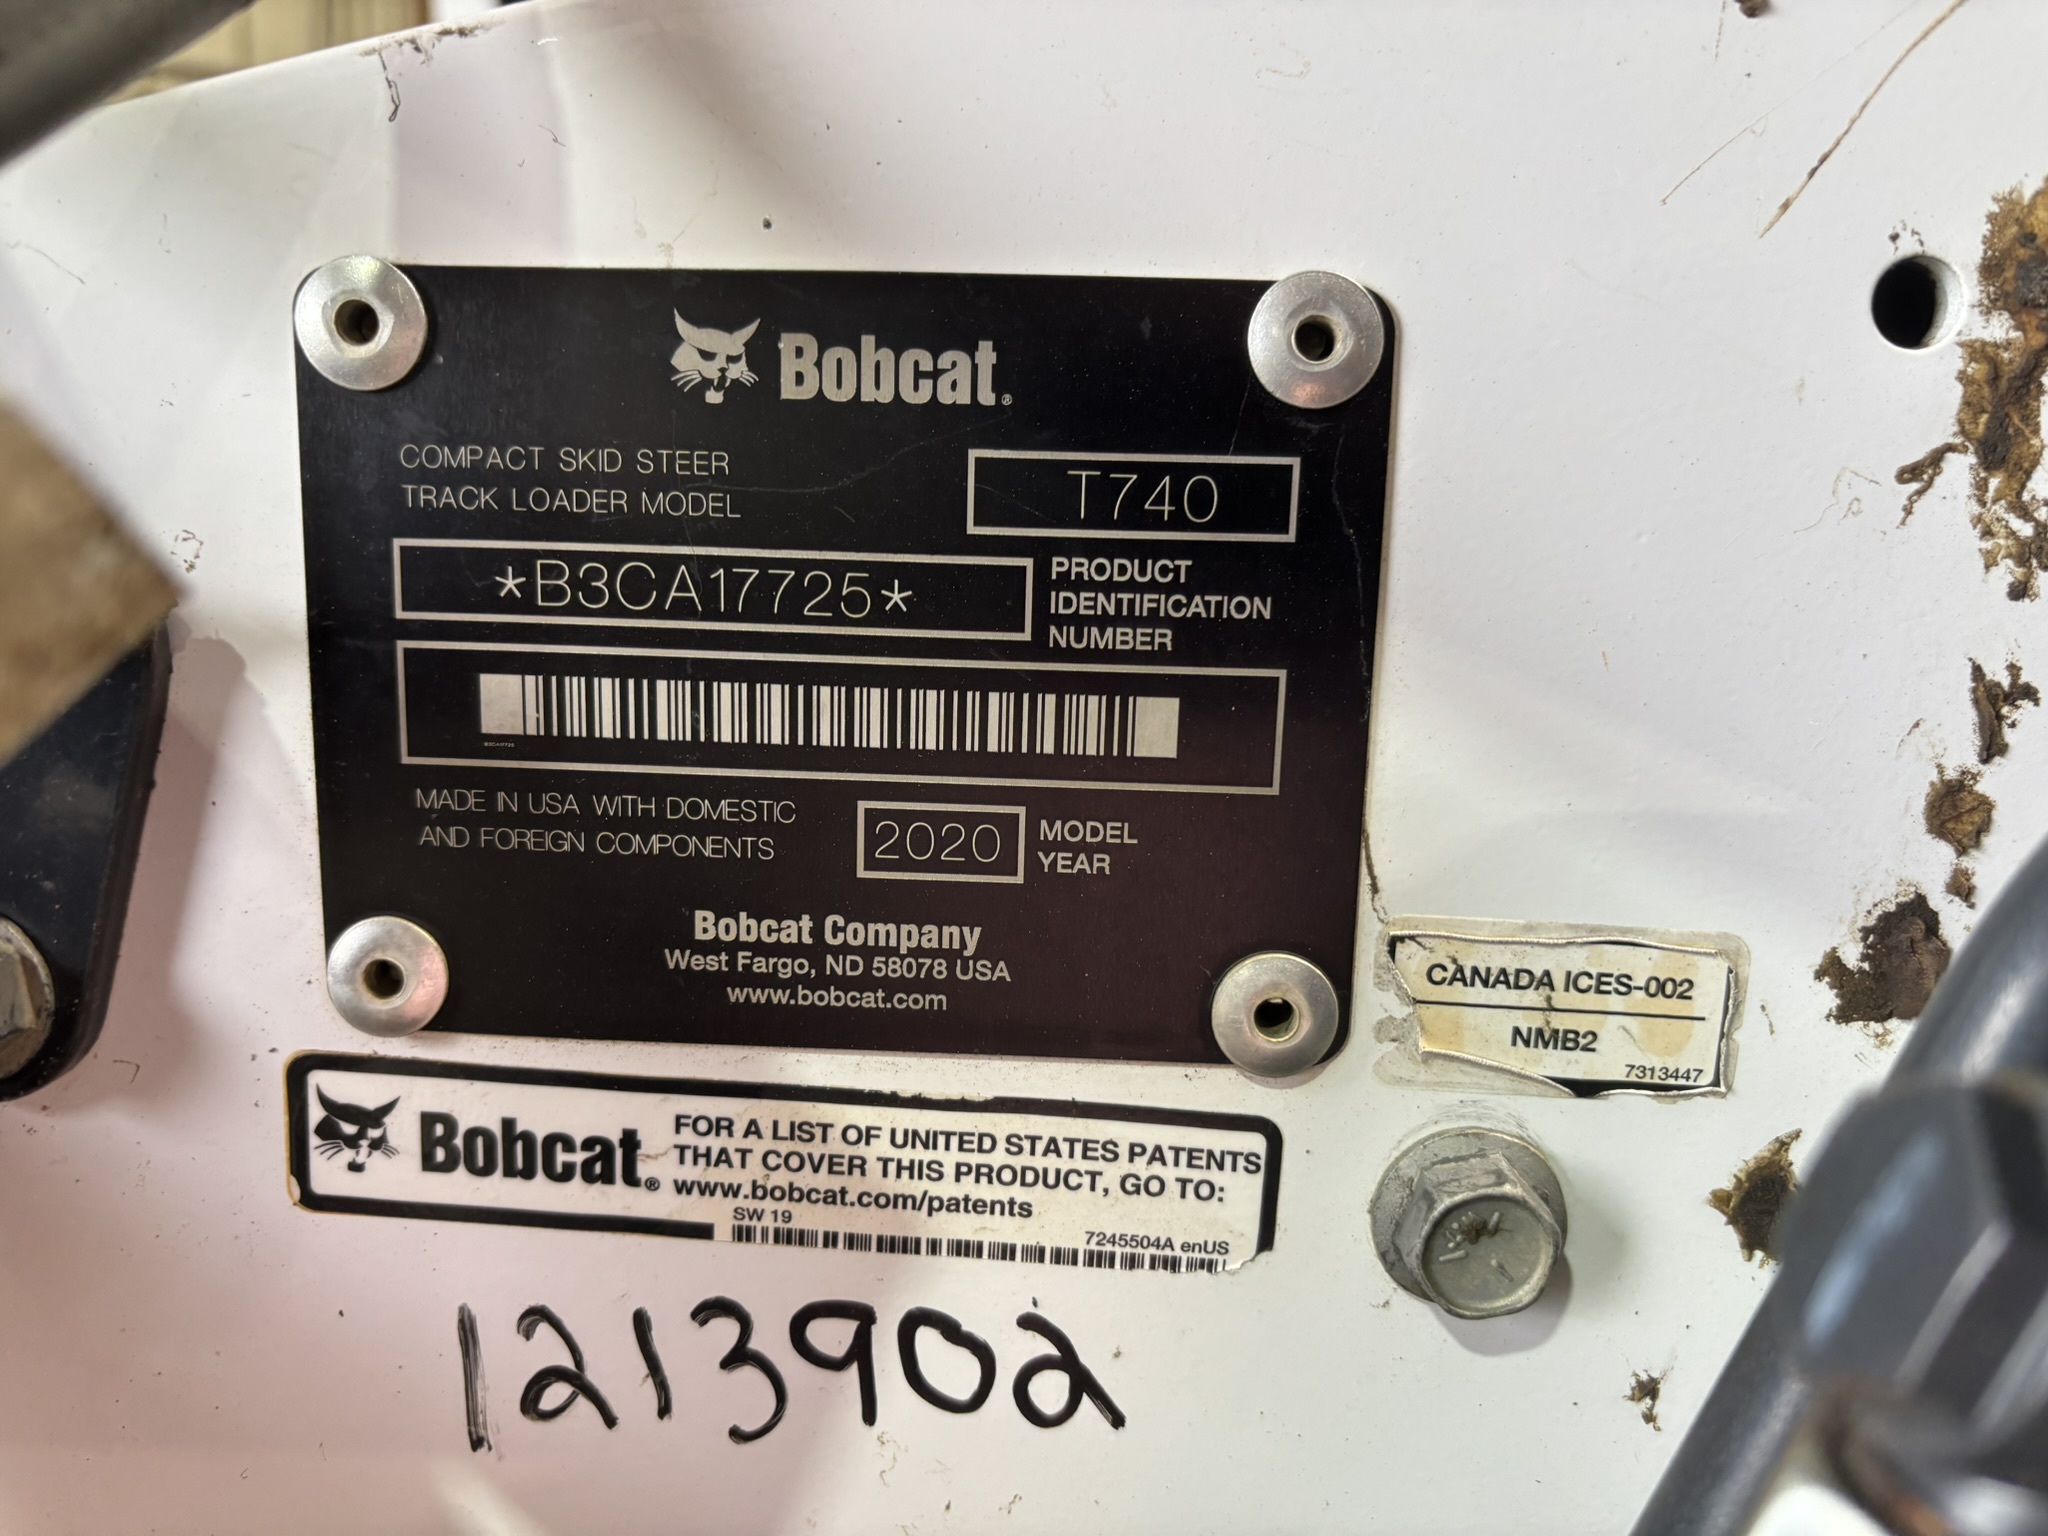 Bobcat®
COMPACT SKID STEER
TRACK LOADER MODEL
T740
*B3CA17725*
PRODUCT
IDENTIFICATION
NUMBER
B3CA17725
MADE IN USA WITH DOMESTIC
AND FOREIGN COMPONENTS
2020
MODEL
YEAR
Bobcat Company
West Fargo, ND 58078 USA
www.bobcat.com
CANADA ICES-002
NMB2
7313447
Bobcat®
FOR A LIST OF UNITED STATES PATENTS
THAT COVER THIS PRODUCT, GO TO:
www.bobcat.com/patents
SW 19
7245504A enUS
1213902